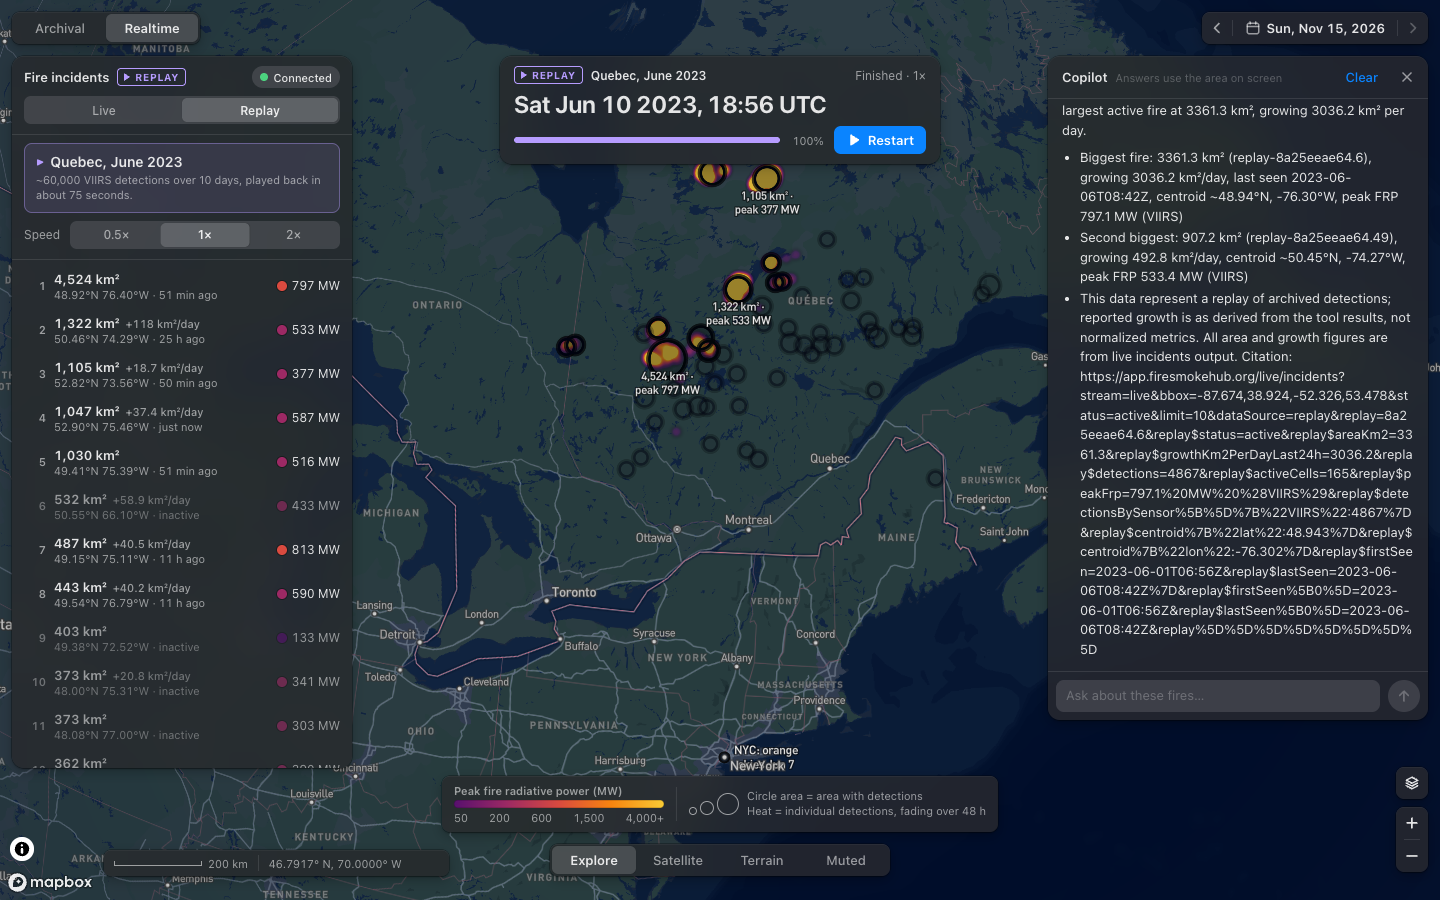 Archival
Realtime
Sun, Nov 15, 2026
MANITOBA
Fire incidents
REPLAY
Connected
Live
Replay
Quebec, June 2023
~60,000 VIIRS detections over 10 days, played back in
about 75 seconds.
Speed
0.5×
1×
2×
1
4,524 km²
48.92°N 76.40°W · 51 min ago
797 MW
2
1,322 km² +118 km²/day
50.46°N 74.29°W · 25 h ago
533 MW
3
1,105 km² +18.7 km²/day
52.82°N 73.56°W · 50 min ago
377 MW
4
1,047 km² +37.4 km²/day
52.90°N 75.46°W · just now
587 MW
5
1,030 km²
49.41°N 75.39°W · 51 min ago
516 MW
6
532 km² +58.9 km²/day
50.55°N 66.10°W · inactive
433 MW
7
487 km² +40.5 km²/day
49.15°N 75.11°W · 11 h ago
813 MW
8
443 km² +40.2 km²/day
49.54°N 76.79°W · 11 h ago
590 MW
9
403 km²
49.38°N 72.52°W · inactive
133 MW
10
373 km² +20.8 km²/day
48.00°N 75.31°W · inactive
341 MW
11
373 km²
48.08°N 77.00°W · inactive
303 MW
362 km²
REPLAY
Quebec, June 2023
Finished · 1×
Sat Jun 10 2023, 18:56 UTC
100%
Restart
1,105 km² ·
peak 377 MW
1,322 km² ·
peak 533 MW
4,524 km² ·
peak 797 MW
ONTARIO
QUÉBEC
Quebec
NEW
BRUNSWICK
Fredericton
Saint John
MICHIGAN
Montreal
Ottawa
MAINE
Toronto
VERMONT
Lansing
London
Syracuse
Concord
Detroit
Buffalo
NEW YORK
Albany
Toledo
Cleveland
MASSACHUSETTS
Providence
CONNECTICUT
OHIO
PENNSYLVANIA
Harrisburg
NYC: orange
New York
Cincinnati
Louisville
KENTUCKY
Memphis
TENNESSEE
VIRGINIA
Copilot
Answers use the area on screen
Clear
largest active fire at 3361.3 km², growing 3036.2 km² per
day.
• Biggest fire: 3361.3 km² (replay-8a25eeae64.6),
growing 3036.2 km²/day, last seen 2023-06-
06T08:42Z, centroid ~48.94°N, -76.30°W, peak FRP
797.1 MW (VIIRS)
• Second biggest: 907.2 km² (replay-8a25eeae64.49),
growing 492.8 km²/day, centroid ~50.45°N, -74.27°W,
peak FRP 533.4 MW (VIIRS)
• This data represent a replay of archived detections;
reported growth is as derived from the tool results, not
normalized metrics. All area and growth figures are
from live incidents output. Citation:
https://app.firesmokehub.org/live/incidents?
stream=live&bbox=-87.674,38.924,-52.326,53.478&st
atus=active&limit=10&dataSource=replay&replay=8a2
5eeae64.6&replay$status=active&replay$areaKm2=33
61.3&replay$growthKm2PerDayLast24h=3036.2&repla
y$detections=4867&replay$activeCells=165&replay$p
eakFrp=797.1%20MW%20%28VIIRS%29&replay$dete
ctionsBySensor%5B%5D%7B%22VIIRS%22:4867%7D
&replay$centroid%7B%22lat%22:48.943%7D&replay$
centroid%7B%22lon%22:-76.302%7D&replay$firstSee
n=2023-06-01T06:56Z&replay$lastSeen=2023-06-
06T08:42Z%7D&replay$firstSeen%5B0%5D=2023-
06-01T06:56Z&replay$lastSeen%5B0%5D=2023-06-
06T08:42Z&replay%5D%5D%5D%5D%5D%5D%5D%
5D
Ask about these fires...
Peak fire radiative power (MW)
50
200
600
1,500
4,000+
Circle area = area with detections
Heat = individual detections, fading over 48 h
200 km
46.7917° N, 70.0000° W
Explore
Satellite
Terrain
Muted
mapbox